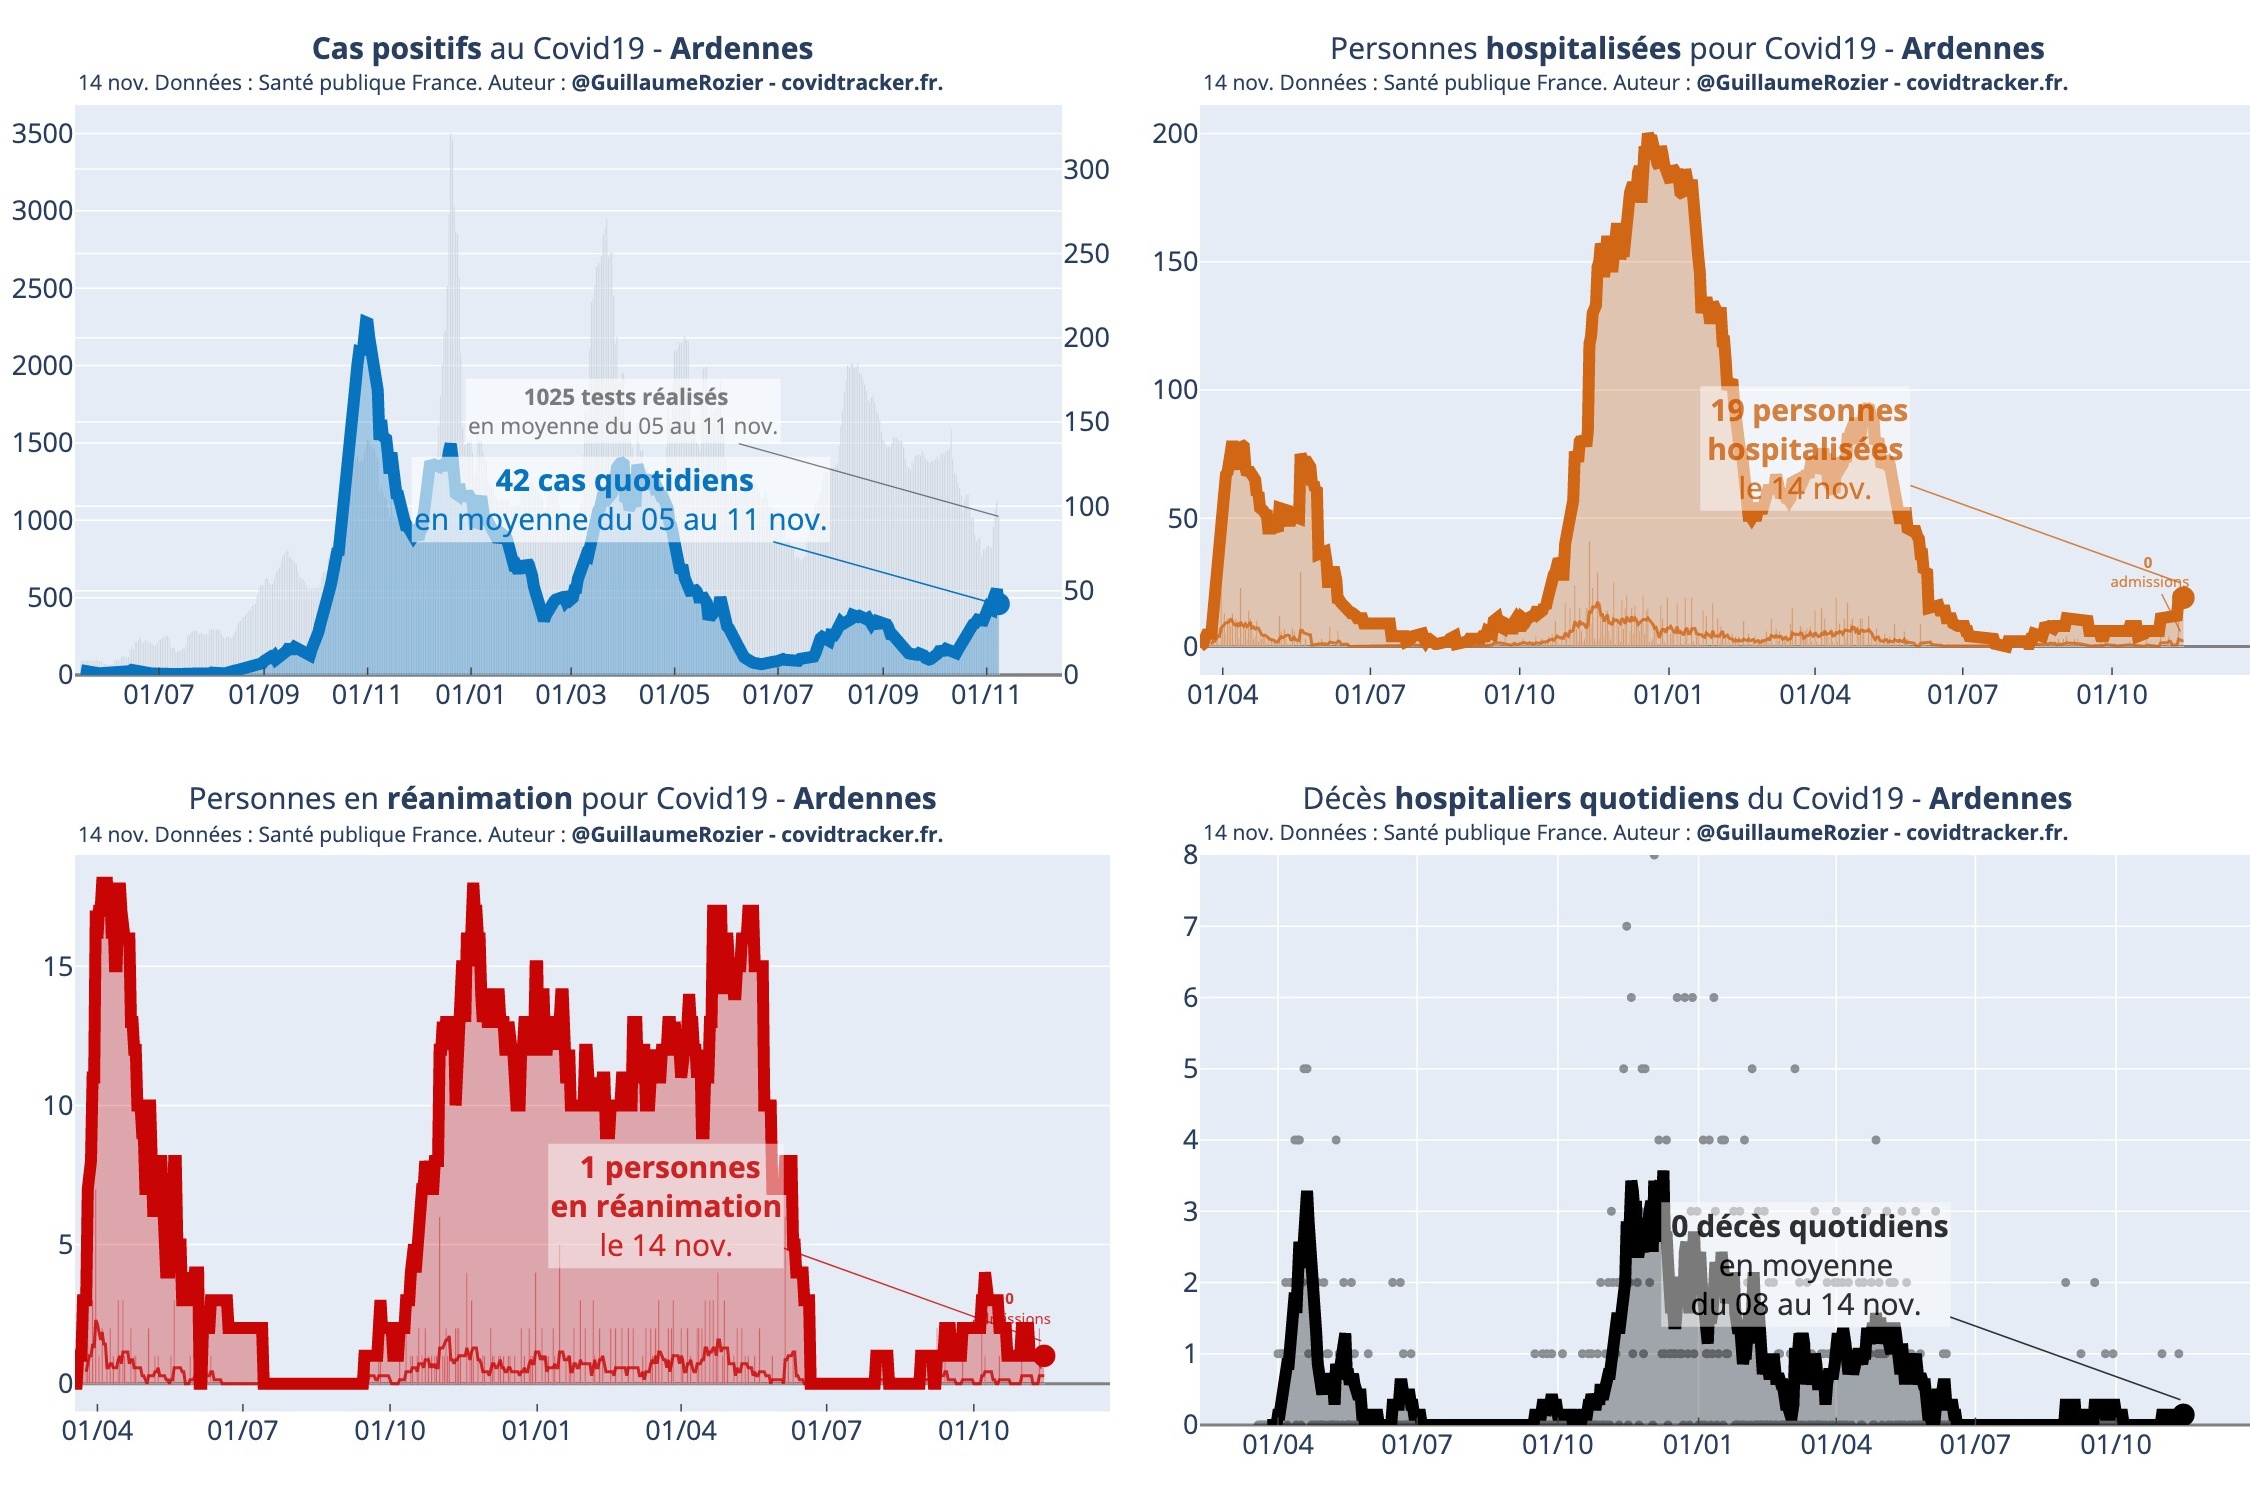 Cas positifs au Covid19 - Ardennes
14 nov. Données : Santé publique France. Auteur : @GuillaumeRozier - covidtracker.fr.
3500
3000
2500
2000
1500
1000
500
0
300
250
200
150
100
50
0
1025 tests réalisés
en moyenne du 05 au 11 nov.
42 cas quotidiens
en moyenne du 05 au 11 nov.
01/07 01/09 01/11 01/01 01/03 01/05 01/07 01/09 01/11
Personnes hospitalisées pour Covid19 - Ardennes
14 nov. Données : Santé publique France. Auteur : @GuillaumeRozier - covidtracker.fr.
200
150
100
50
0
19 personnes
hospitalisées
le 14 nov.
0
admissions
01/04 01/07 01/10 01/01 01/04 01/07 01/10
Personnes en réanimation pour Covid19 - Ardennes
14 nov. Données : Santé publique France. Auteur : @GuillaumeRozier - covidtracker.fr.
15
10
5
0
1 personnes
en réanimation
le 14 nov.
0
01/04 01/07 01/10 01/01 01/04 01/07 01/10
Décès hospitaliers quotidiens du Covid19 - Ardennes
14 nov. Données : Santé publique France. Auteur : @GuillaumeRozier - covidtracker.fr.
8
7
6
5
4
3
2
1
0
0 décès quotidiens
en moyenne
du 08 au 14 nov.
01/04 01/07 01/10 01/01 01/04 01/07 01/10